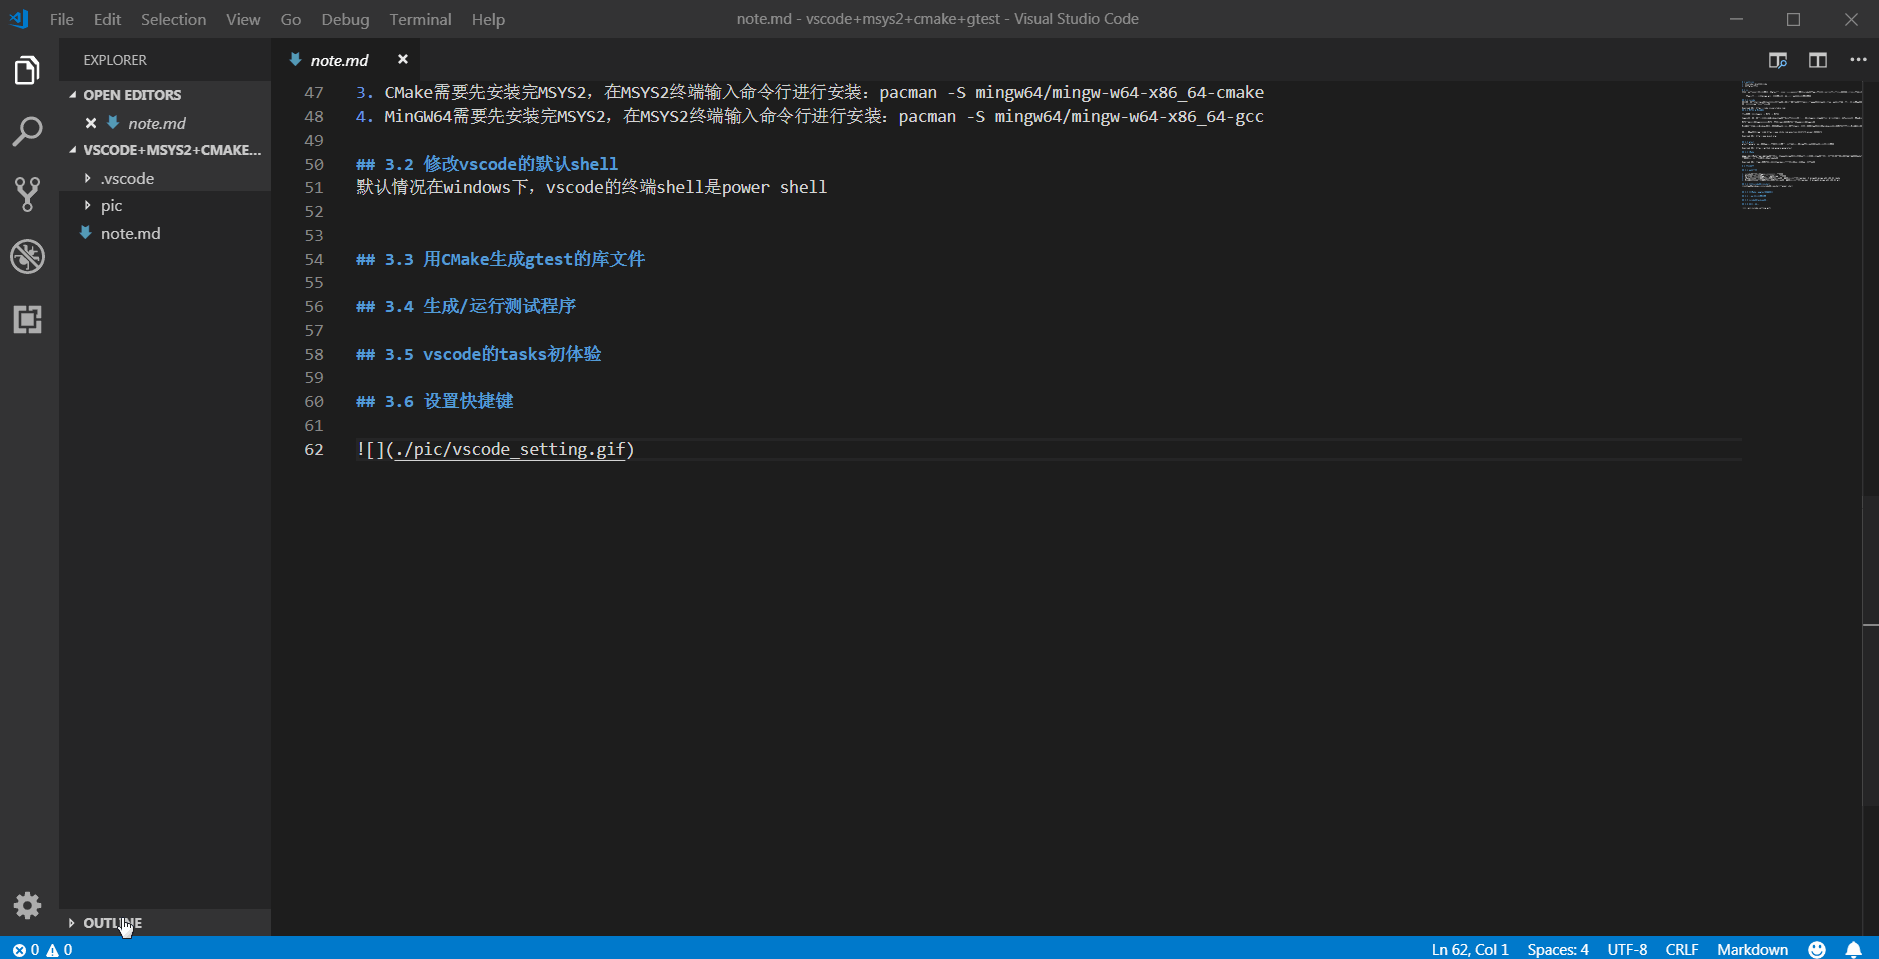 File Edit Selection View Go Debug Terminal Help
note.md - vscode+msys2+cmake+gtest - Visual Studio Code
EXPLORER
OPEN EDITORS
note.md
VSCODE+MSYS2+CMAKE...
.vscode
pic
note.md
OUTLINE
note.md
47 3. CMake需要先安装完MSYS2，在MSYS2终端输入命令行进行安装：pacman -S mingw64/mingw-w64-x86_64-cmake
48 4. MinGW64需要先安装完MSYS2，在MSYS2终端输入命令行进行安装：pacman -S mingw64/mingw-w64-x86_64-gcc
49
50 ## 3.2 修改vscode的默认shell
51 默认情况在windows下，vscode的终端shell是power shell
52
53
54 ## 3.3 用CMake生成gtest的库文件
55
56 ## 3.4 生成/运行测试程序
57
58 ## 3.5 vscode的tasks初体验
59
60 ## 3.6 设置快捷键
61
62 ![](./pic/vscode_setting.gif)
0 0
Ln 62, Col 1 Spaces: 4 UTF-8 CRLF Markdown